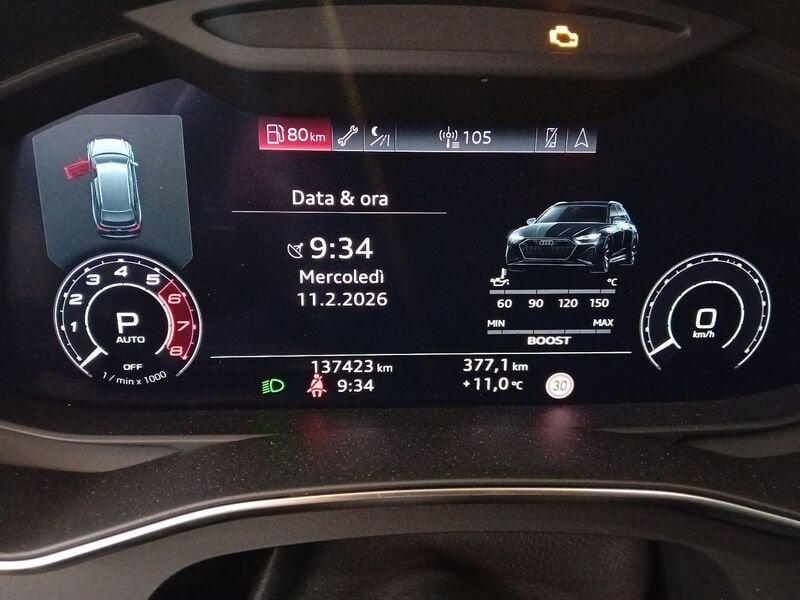 80 km
105
Data & ora
9:34
Mercoledì
11.2.2026
1 2 3 4 5 6 7 8
P
AUTO
OFF
1 / min x 1000
°C
60 90 120 150
MIN MAX
BOOST
0
km/h
137423 km 377,1 km
9:34 +11,0 °C 30